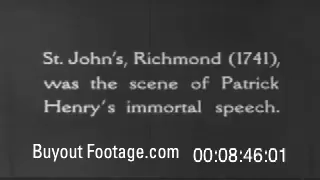 St. John's, Richmond (1741),
was the scene of Patrick
Henry's immortal speech.
Buyout Footage.com 00:08:46:01